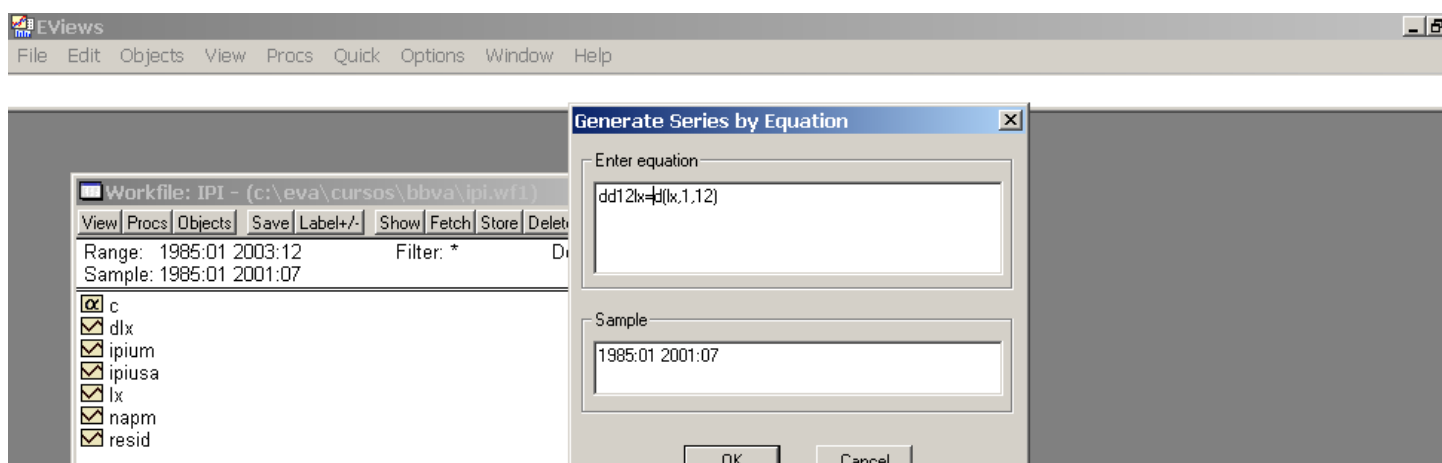 EViews
File Edit Objects View Procs Quick Options Window Help
Generate Series by Equation
Enter equation
dd12lx=d(lx,1,12)
Workfile: IPI - (c:\eva\cursos\bbva\ipi.wf1)
View Procs Objects Save Label+/- Show Fetch Store Delet
Range: 1985:01 2003:12 Filter: *
Sample: 1985:01 2001:07
c
dlx
ipium
ipiusa
lx
napm
resid
Sample
1985:01 2001:07
OK Cancel